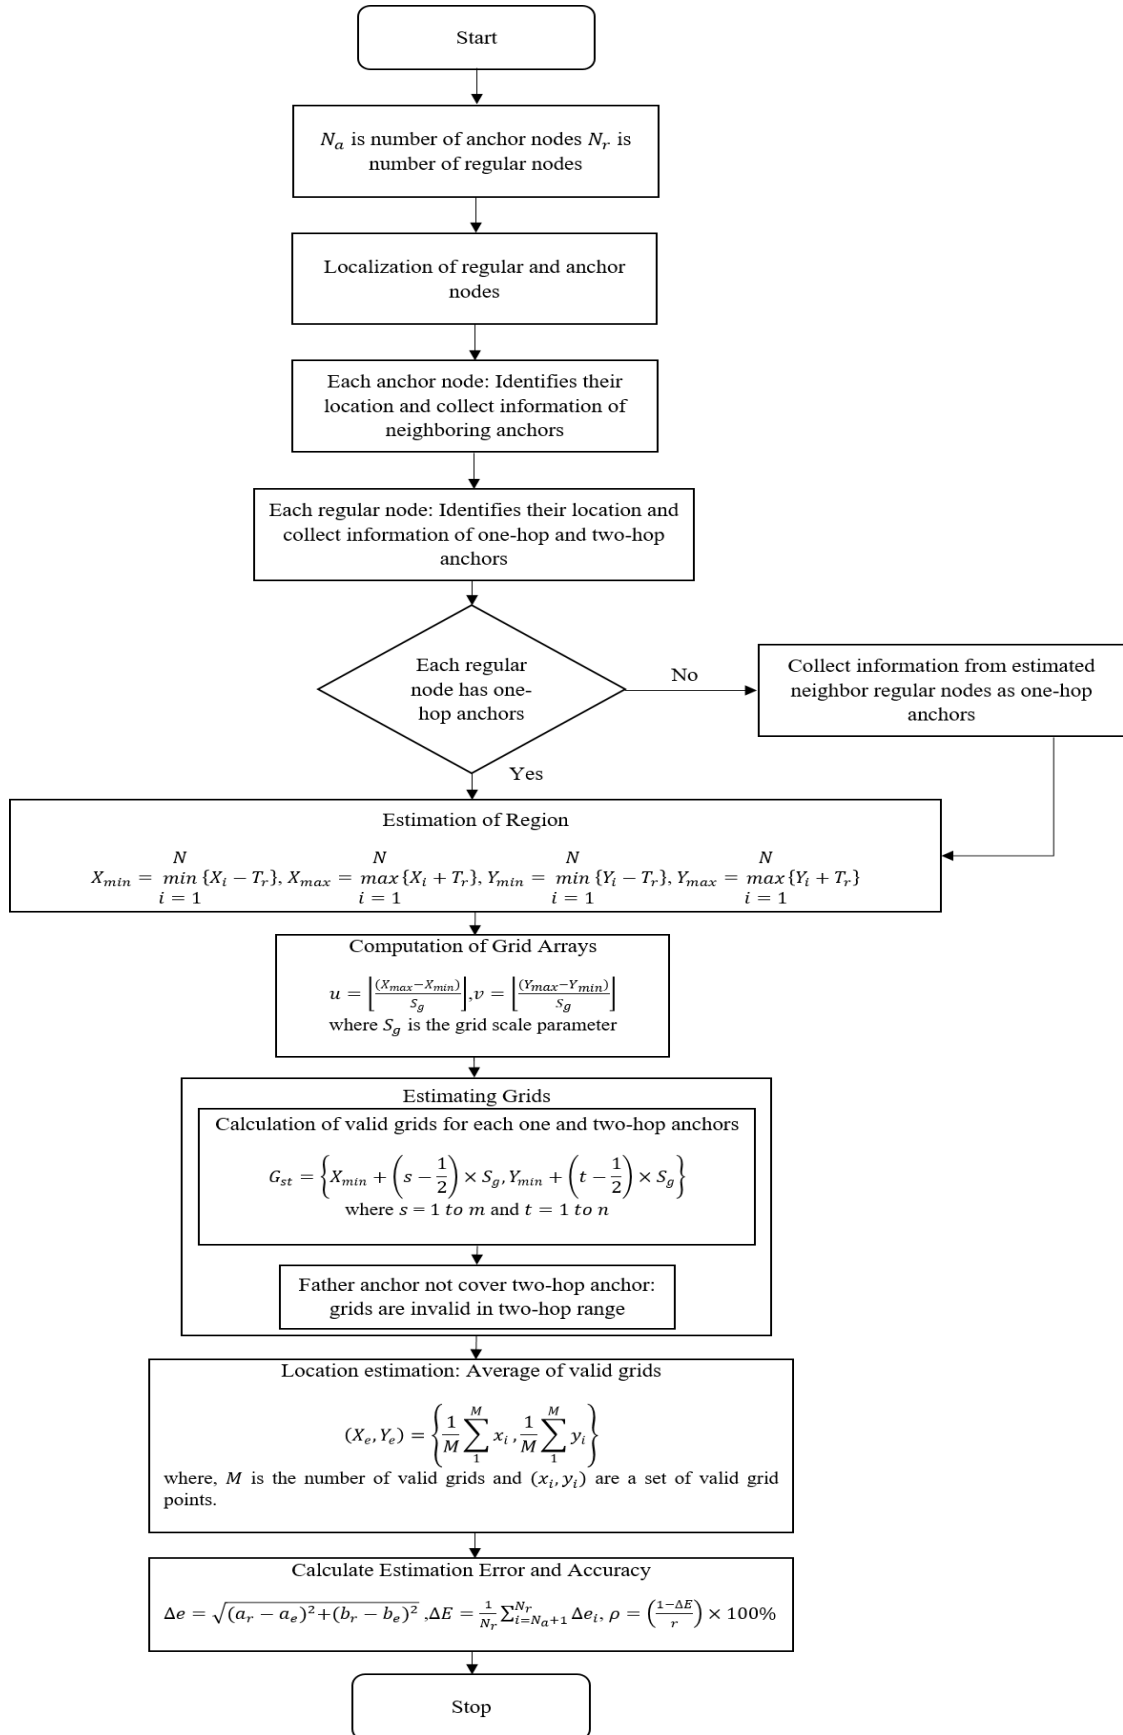 Start
N_a is number of anchor nodes N_r is
number of regular nodes
Localization of regular and anchor
nodes
Each anchor node: Identifies their
location and collect information of
neighboring anchors
Each regular node: Identifies their location and
collect information of one-hop and two-hop
anchors
Each regular
node has one-
hop anchors
No
Collect information from estimated
neighbor regular nodes as one-hop
anchors
Yes
Estimation of Region
N N N N
X_min = min {X_i − T_r}, X_max = max {X_i + T_r}, Y_min = min {Y_i − T_r}, Y_max = max {Y_i + T_r}
i = 1 i = 1 i = 1 i = 1
Computation of Grid Arrays
u = ⌊(X_max−X_min)/S_g⌋, v = ⌊(Y_max−Y_min)/S_g⌋
where S_g is the grid scale parameter
Estimating Grids
Calculation of valid grids for each one and two-hop anchors
G_st = {X_min + (s − 1/2) × S_g, Y_min + (t − 1/2) × S_g}
where s = 1 to m and t = 1 to n
Father anchor not cover two-hop anchor:
grids are invalid in two-hop range
Location estimation: Average of valid grids
(X_e, Y_e) = {1/M ∑_1^M x_i , 1/M ∑_1^M y_i}
where, M is the number of valid grids and (x_i, y_i) are a set of valid grid
points.
Calculate Estimation Error and Accuracy
Δe = √((a_r − a_e)² + (b_r − b_e)²) , ΔE = 1/N_r ∑_{i=N_a+1}^{N_r} Δe_i, ρ = ((1−ΔE)/r) × 100%
Stop